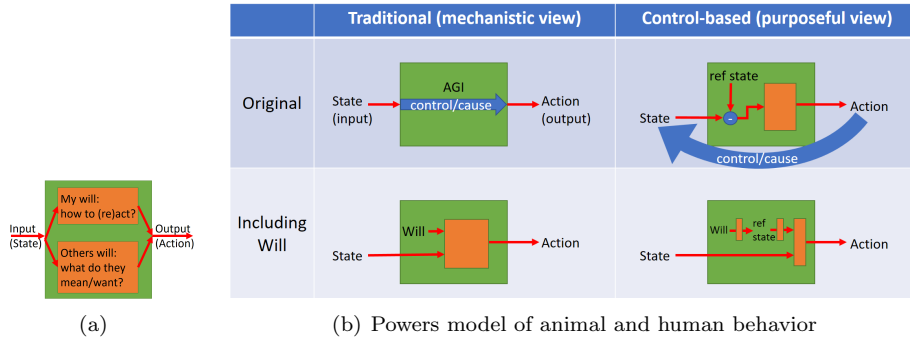 Traditional (mechanistic view)
Control-based (purposeful view)
Original
State
(input)
AGI
control/cause
Action
(output)
ref state
-
State
Action
control/cause
Including
Will
Will
State
Action
Will
ref
state
State
Action
Input
(State)
My will:
how to (re)act?
Others will:
what do they
mean/want?
Output
(Action)
(a)
(b) Powers model of animal and human behavior